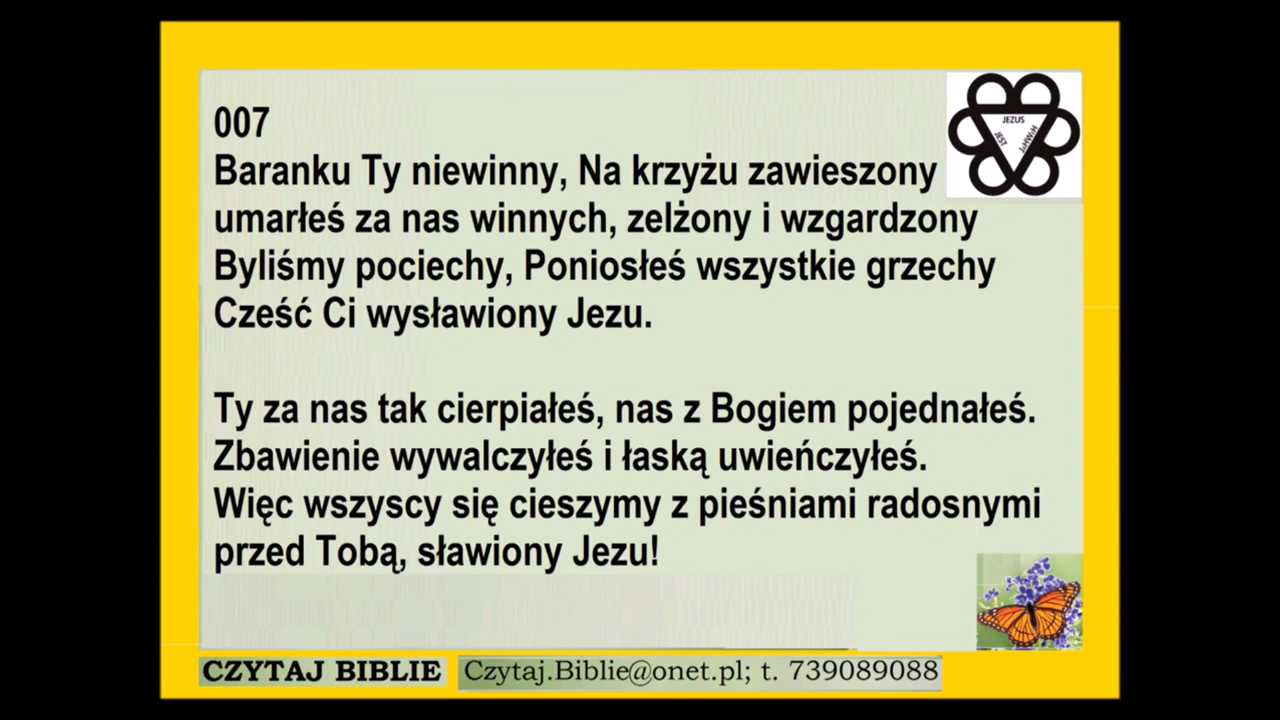 007
Baranku Ty niewinny, Na krzyżu zawieszony
umarłeś za nas winnych, zelżony i wzgardzony
Byliśmy pociechy, Poniosłeś wszystkie grzechy
Cześć Ci wysławiony Jezu.
Ty za nas tak cierpiałeś, nas z Bogiem pojednałeś.
Zbawienie wywalczyłeś i łaską uwieńczyłeś.
Więc wszyscy się cieszymy z pieśniami radosnymi
przed Tobą, sławiony Jezu!
JEZUS
JEST
JaHWeH
CZYTAJ BIBLIE
Czytaj.Biblie@onet.pl; t. 739089088